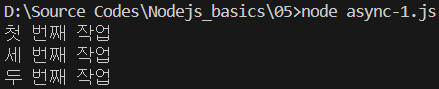 D:\Source Codes\Nodejs_basics\05>node async-1.js
첫 번째 작업
세 번째 작업
두 번째 작업